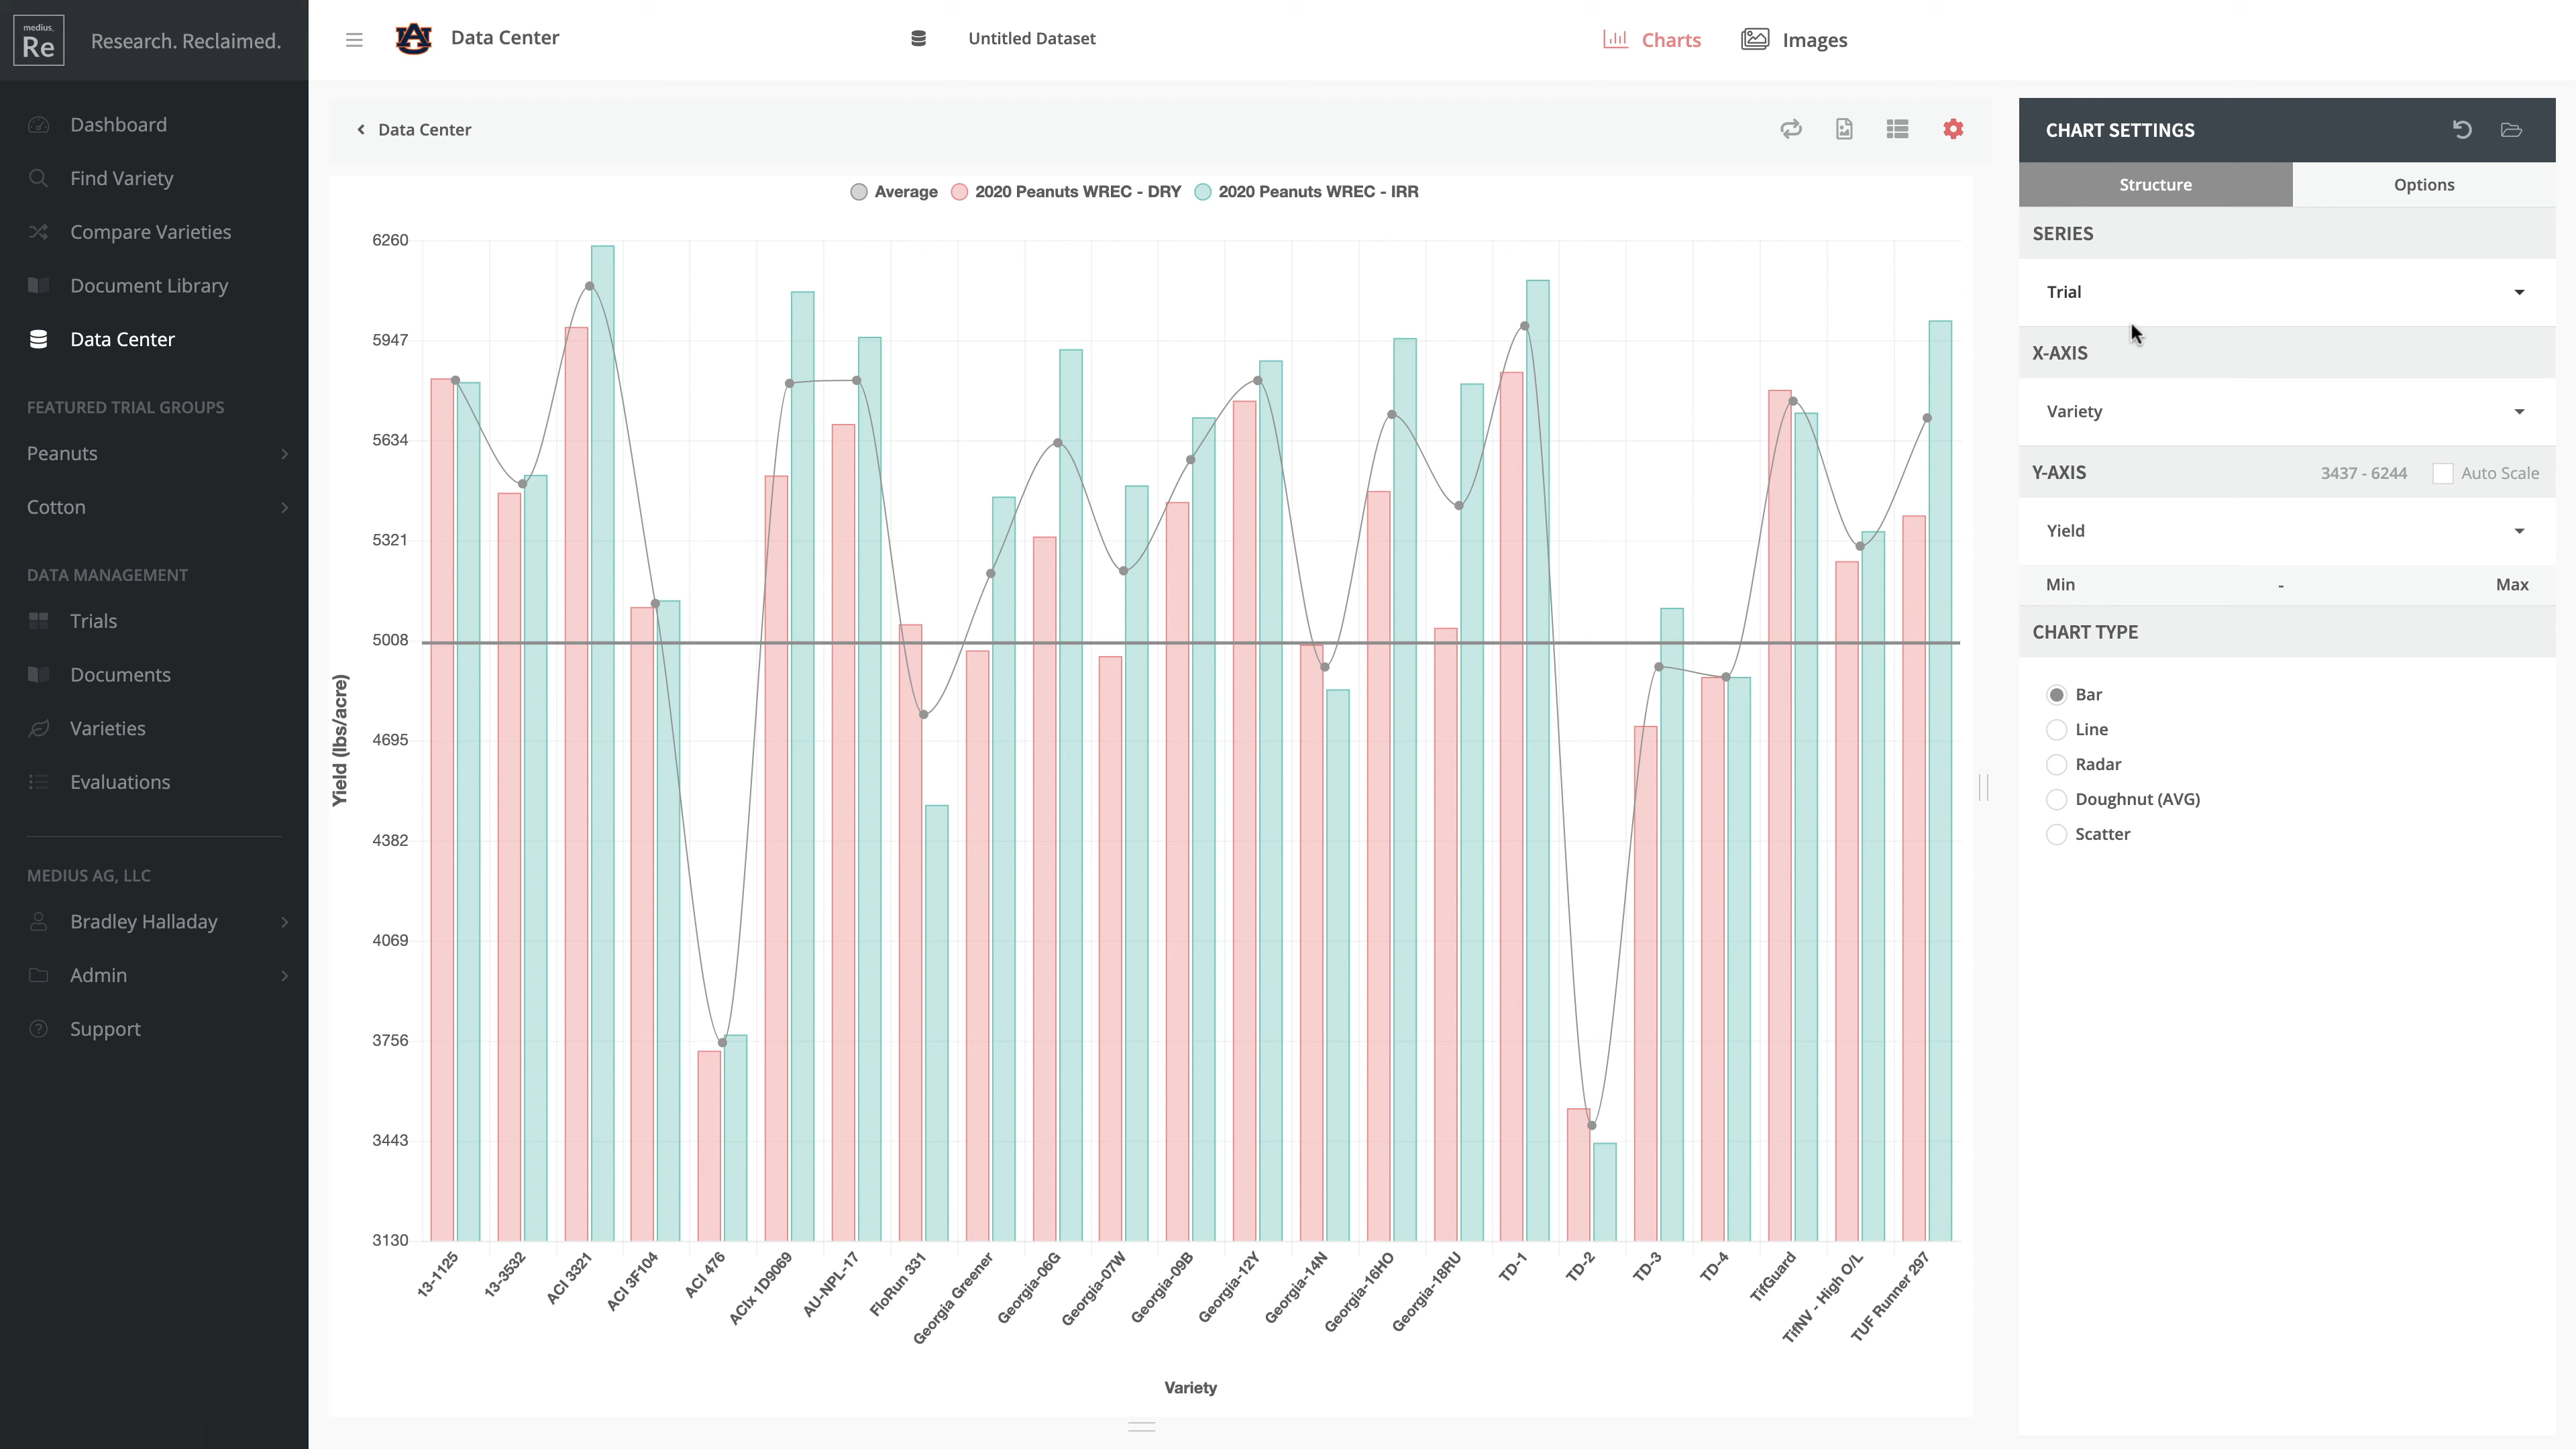 medius
Re
Research. Reclaimed.
Data Center
Untitled Dataset
Charts
Images
Dashboard
Find Variety
Compare Varieties
Document Library
Data Center
FEATURED TRIAL GROUPS
Peanuts
Cotton
DATA MANAGEMENT
Trials
Documents
Varieties
Evaluations
MEDIUS AG, LLC
Bradley Halladay
Admin
Support
Data Center
Average
2020 Peanuts WREC - DRY
2020 Peanuts WREC - IRR
Yield (lbs/acre)
6260
5947
5634
5321
5008
4695
4382
4069
3756
3443
3130
13-1125
13-3532
ACI 3321
ACI 3F104
ACI 476
ACIx 1D9069
AU-NPL-17
FloRun 331
Georgia Greener
Georgia-06G
Georgia-07W
Georgia-09B
Georgia-12Y
Georgia-14N
Georgia-16HO
Georgia-18RU
TD-1
TD-2
TD-3
TD-4
TifGuard
TifNV - High O/L
TUF Runner 297
Variety
CHART SETTINGS
Structure
Options
SERIES
Trial
X-AXIS
Variety
Y-AXIS
3437 - 6244
Auto Scale
Yield
Min - Max
CHART TYPE
Bar
Line
Radar
Doughnut (AVG)
Scatter